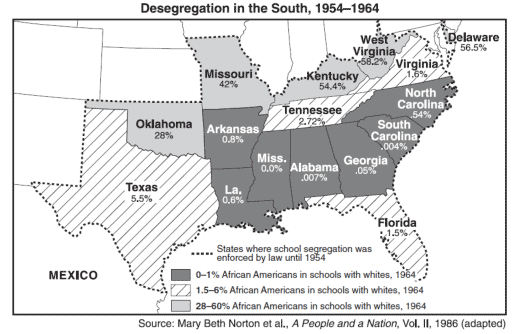 Desegregation in the South, 1954–1964
Delaware
56.5%
West
Virginia
58.2%
Virginia
1.6%
Missouri
42%
Kentucky
54.4%
North
Carolina
.54%
Tennessee
2.72%
Oklahoma
28%
Arkansas
0.8%
South
Carolina
.004%
Miss.
0.0%
Alabama
.007%
Georgia
.05%
Texas
5.5%
La.
0.6%
Florida
1.5%
MEXICO
States where school segregation was
enforced by law until 1954
0–1% African Americans in schools with whites, 1964
1.5–6% African Americans in schools with whites, 1964
28–60% African Americans in schools with whites, 1964
Source: Mary Beth Norton et al., A People and a Nation, Vol. II, 1986 (adapted)